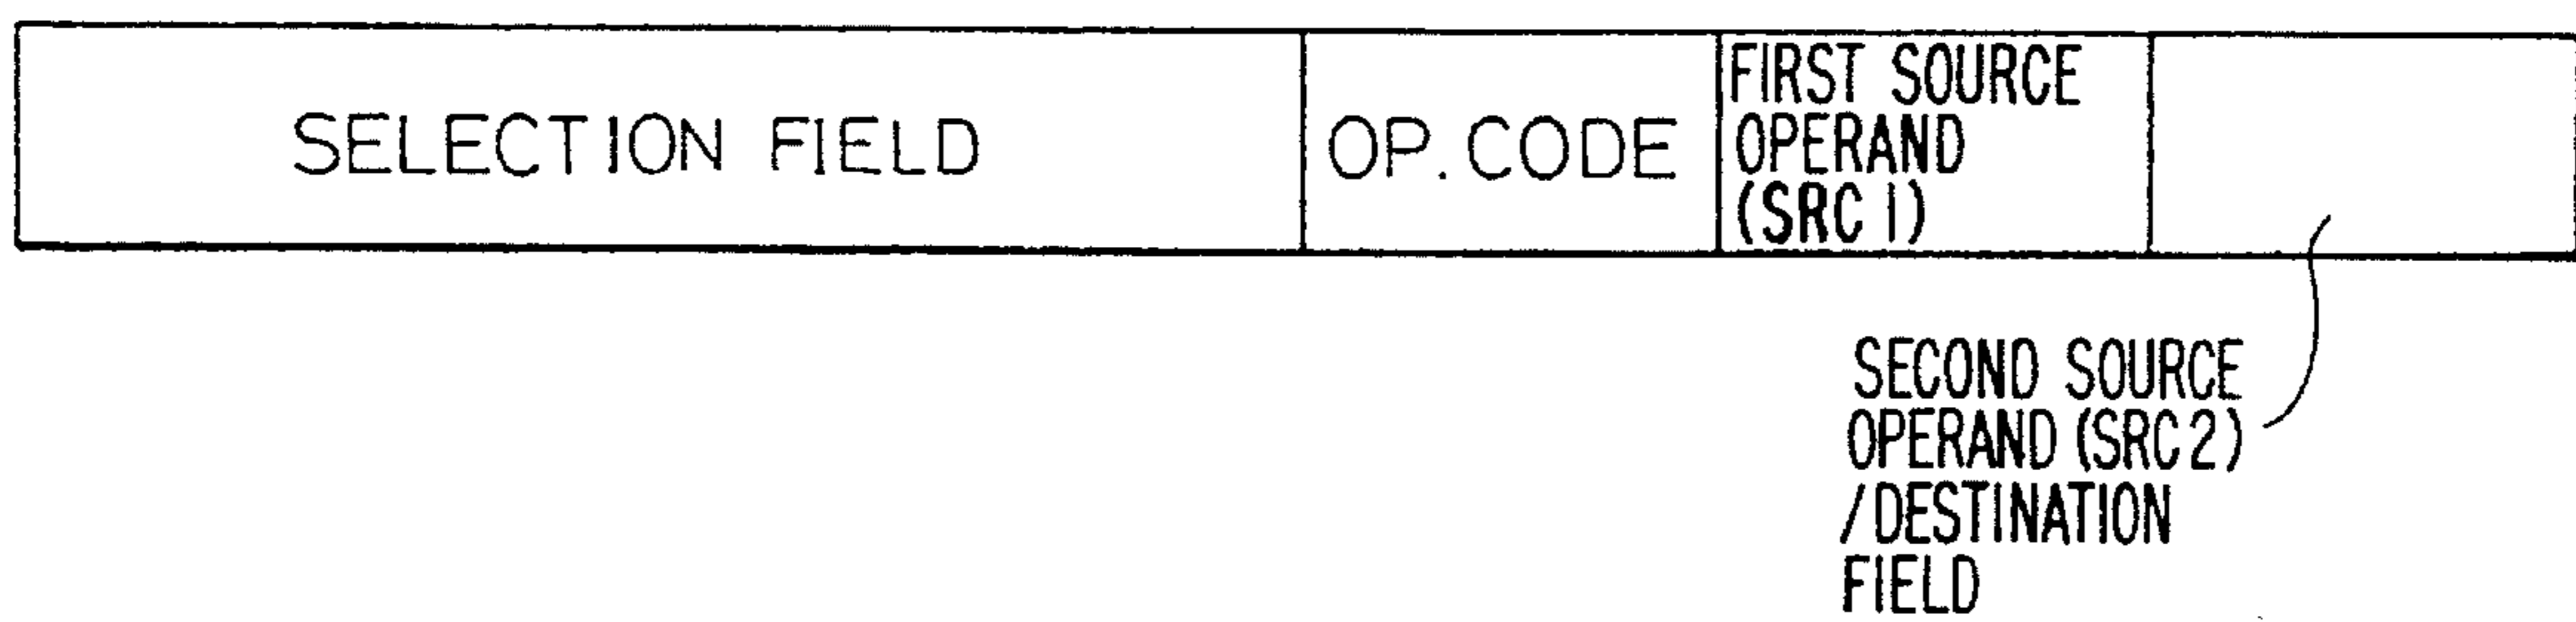 SELECTION FIELD
OP. CODE
FIRST SOURCE
OPERAND
(SRC 1)
SECOND SOURCE
OPERAND (SRC 2)
/DESTINATION
FIELD